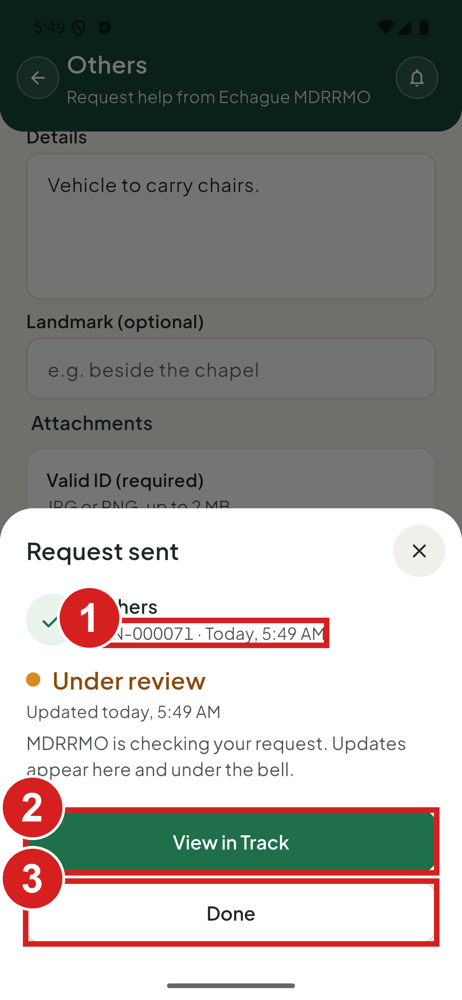 5:49
Others
Request help from Echague MDRRMO
Details
Vehicle to carry chairs.
Landmark (optional)
e.g. beside the chapel
Attachments
Valid ID (required)
JPG or PNG, up to 2 MB
Request sent
1
hers
N-000071 · Today, 5:49 AM
Under review
Updated today, 5:49 AM
MDRRMO is checking your request. Updates
appear here and under the bell.
2
View in Track
3
Done